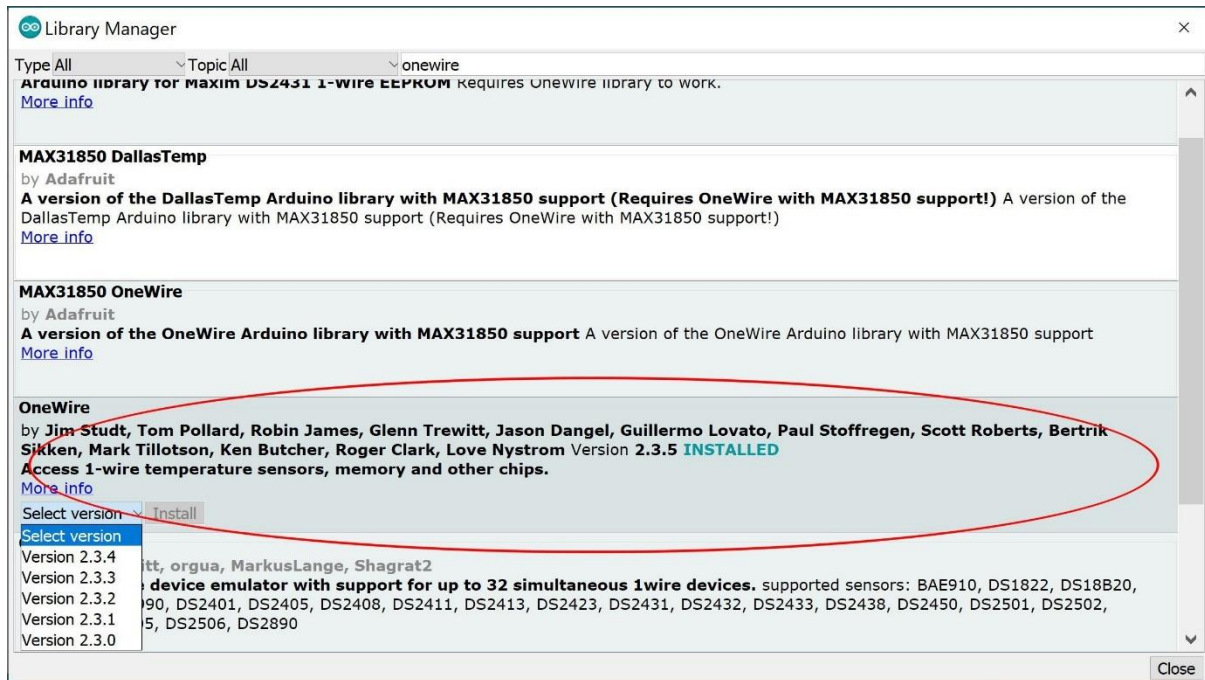 Library Manager
Type All Topic All onewire
Arduino library for Maxim DS2431 1-Wire EEPROM Requires OneWire library to work.
More info
MAX31850 DallasTemp
by Adafruit
A version of the DallasTemp Arduino library with MAX31850 support (Requires OneWire with MAX31850 support!) A version of the
DallasTemp Arduino library with MAX31850 support (Requires OneWire with MAX31850 support!)
More info
MAX31850 OneWire
by Adafruit
A version of the OneWire Arduino library with MAX31850 support A version of the OneWire Arduino library with MAX31850 support
More info
OneWire
by Jim Studt, Tom Pollard, Robin James, Glenn Trewitt, Jason Dangel, Guillermo Lovato, Paul Stoffregen, Scott Roberts, Bertrik
Sikken, Mark Tillotson, Ken Butcher, Roger Clark, Love Nystrom Version 2.3.5 INSTALLED
Access 1-wire temperature sensors, memory and other chips.
More info
Select version Install
Select version
Version 2.3.4
itt, orgua, MarkusLange, Shagrat2
Version 2.3.3
device emulator with support for up to 32 simultaneous 1wire devices. supported sensors: BAE910, DS1822, DS18B20,
Version 2.3.2
90, DS2401, DS2405, DS2408, DS2411, DS2413, DS2423, DS2431, DS2432, DS2433, DS2438, DS2450, DS2501, DS2502,
Version 2.3.1
5, DS2506, DS2890
Version 2.3.0
Close